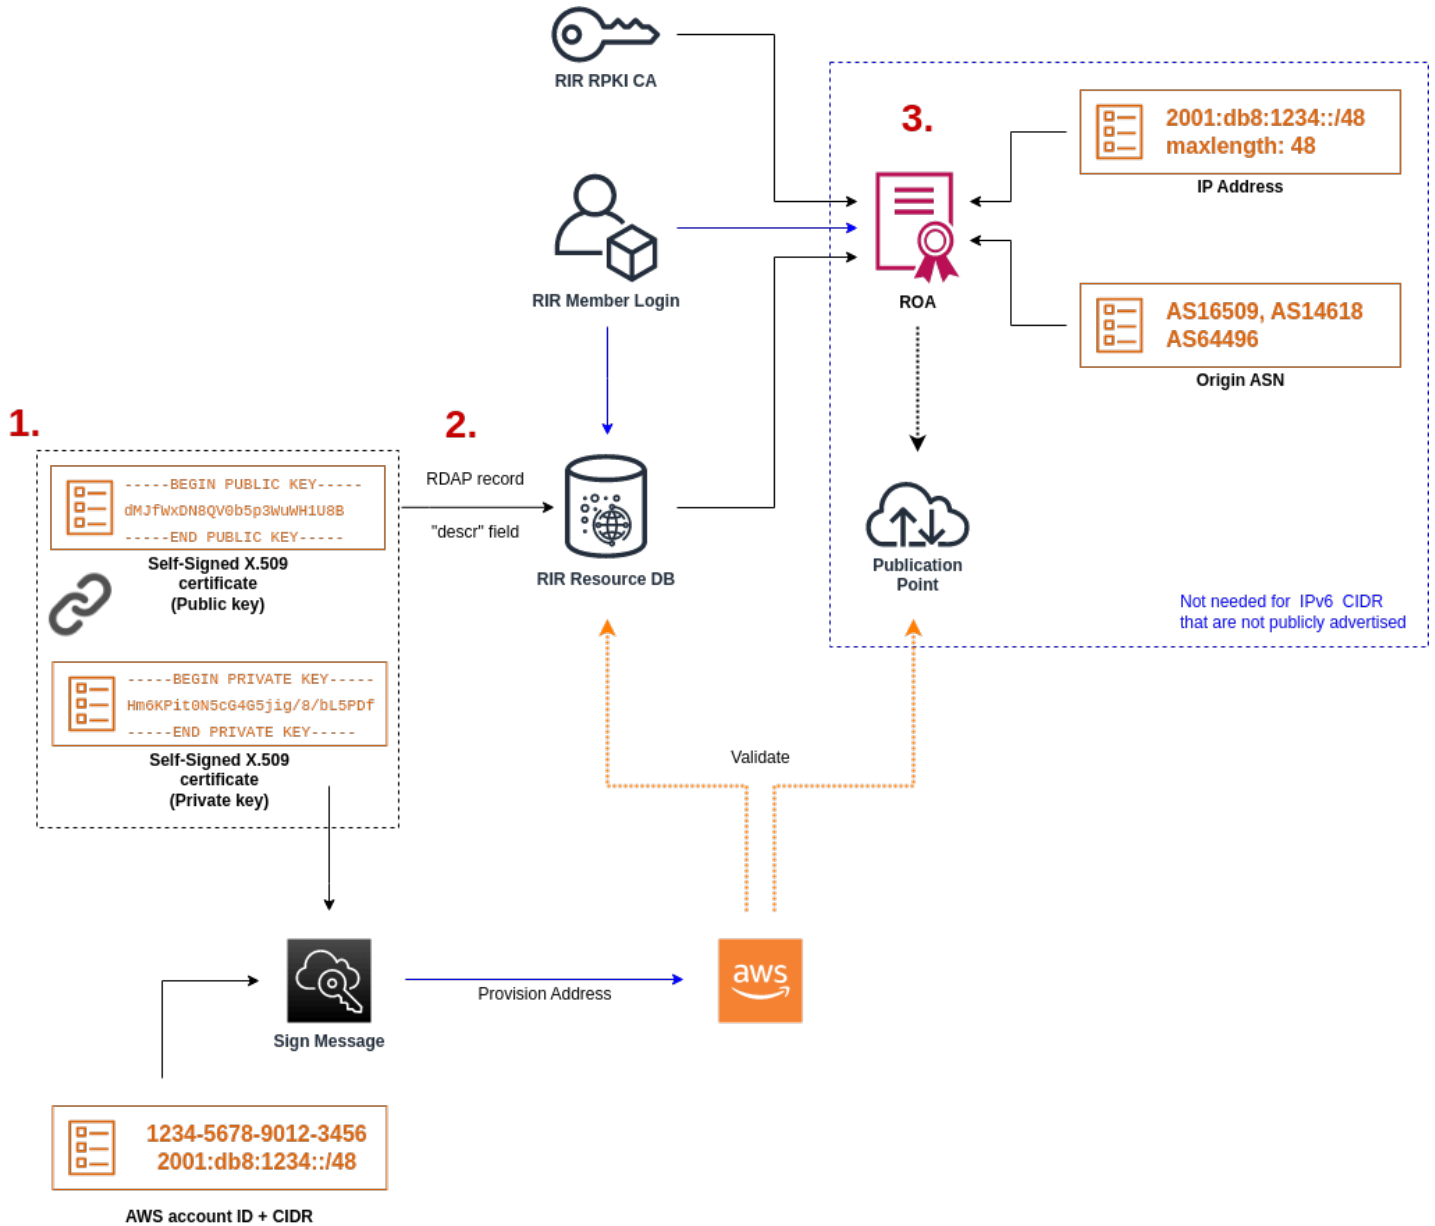 RIR RPKI CA
3.
2001:db8:1234::/48
maxlength: 48
IP Address
RIR Member Login
ROA
AS16509, AS14618
AS64496
Origin ASN
1.
2.
-----BEGIN PUBLIC KEY-----
dMJfWxDN8QV0b5p3WuWH1U8B
-----END PUBLIC KEY-----
Self-Signed X.509
certificate
(Public key)
RDAP record
"descr" field
RIR Resource DB
Publication
Point
Not needed for IPv6 CIDR
that are not publicly advertised
-----BEGIN PRIVATE KEY-----
Hm6KPit0N5cG4G5jig/8/bL5PDf
-----END PRIVATE KEY-----
Self-Signed X.509
certificate
(Private key)
Validate
aws
Provision Address
Sign Message
1234-5678-9012-3456
2001:db8:1234::/48
AWS account ID + CIDR